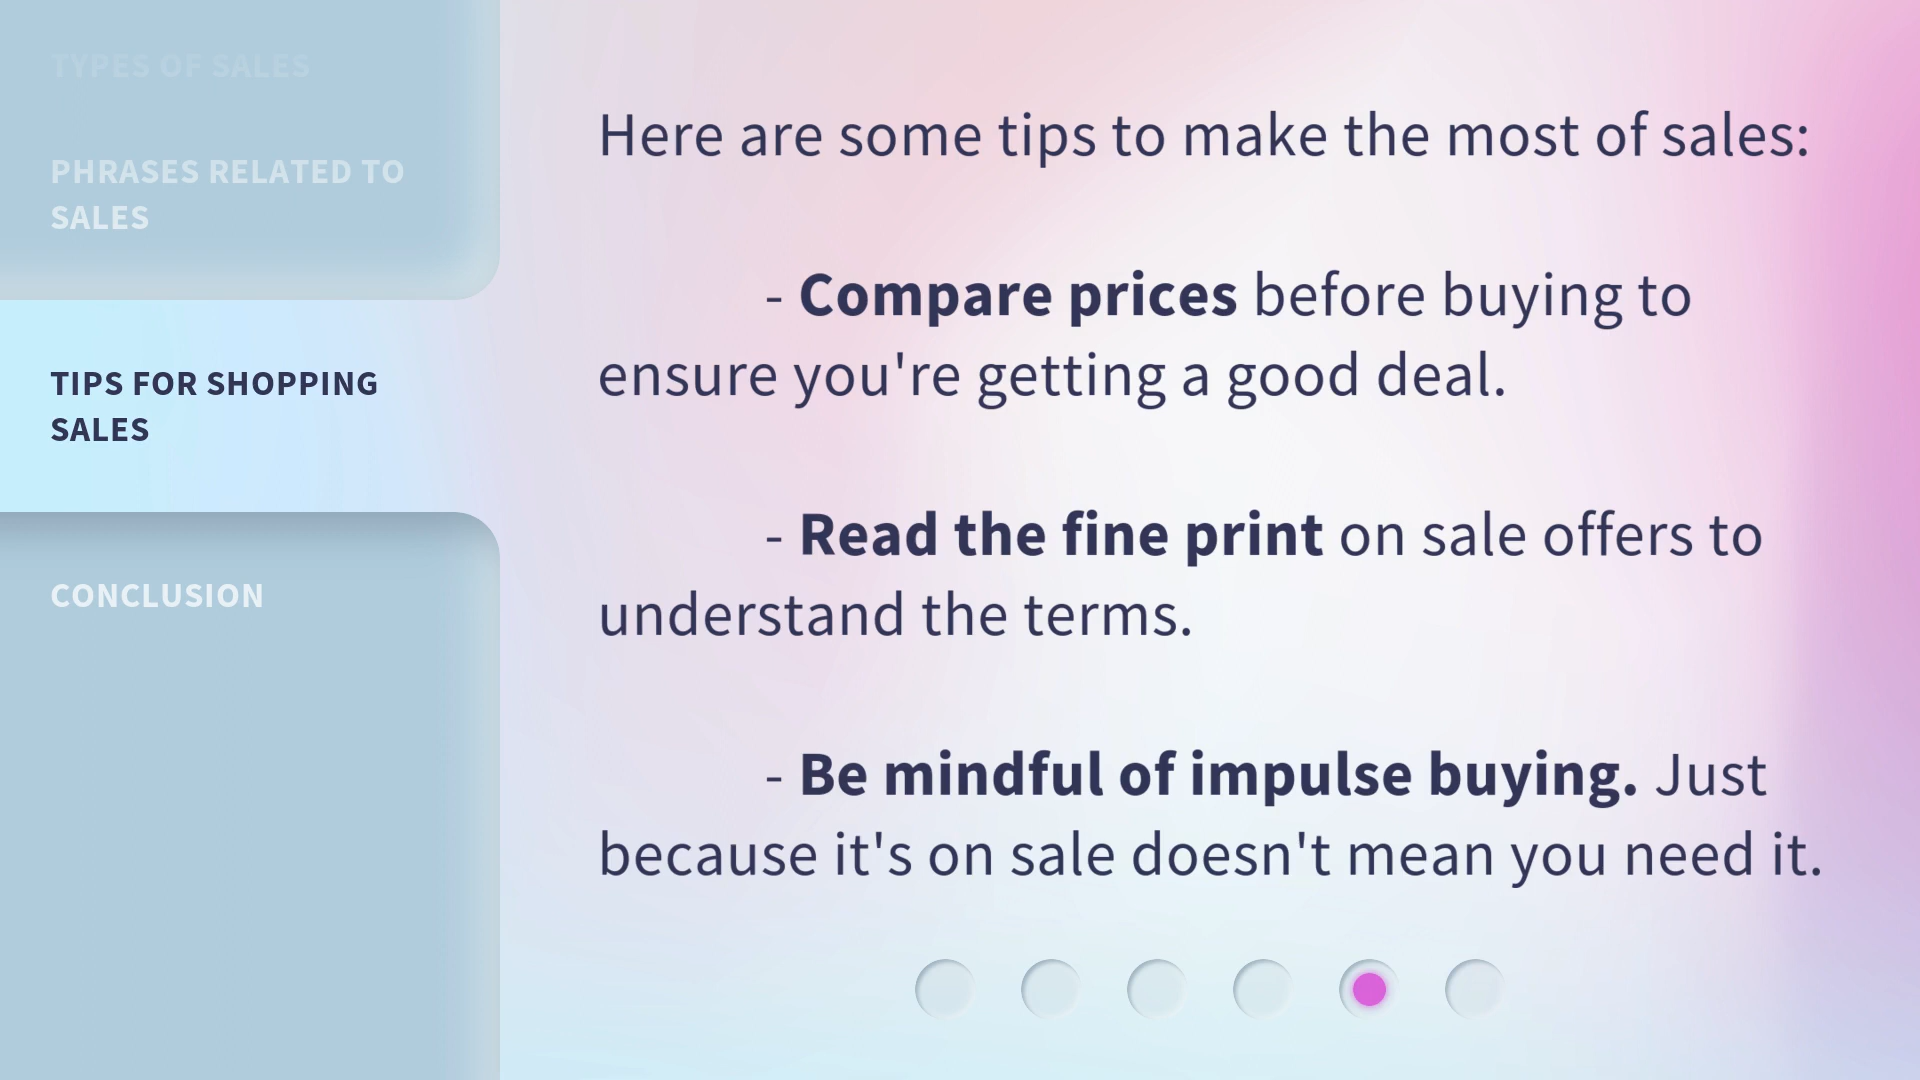 TYPES OF SALES
PHRASES RELATED TO
SALES
TIPS FOR SHOPPING
SALES
CONCLUSION
Here are some tips to make the most of sales:
- Compare prices before buying to
ensure you're getting a good deal.
- Read the fine print on sale offers to
understand the terms.
- Be mindful of impulse buying. Just
because it's on sale doesn't mean you need it.